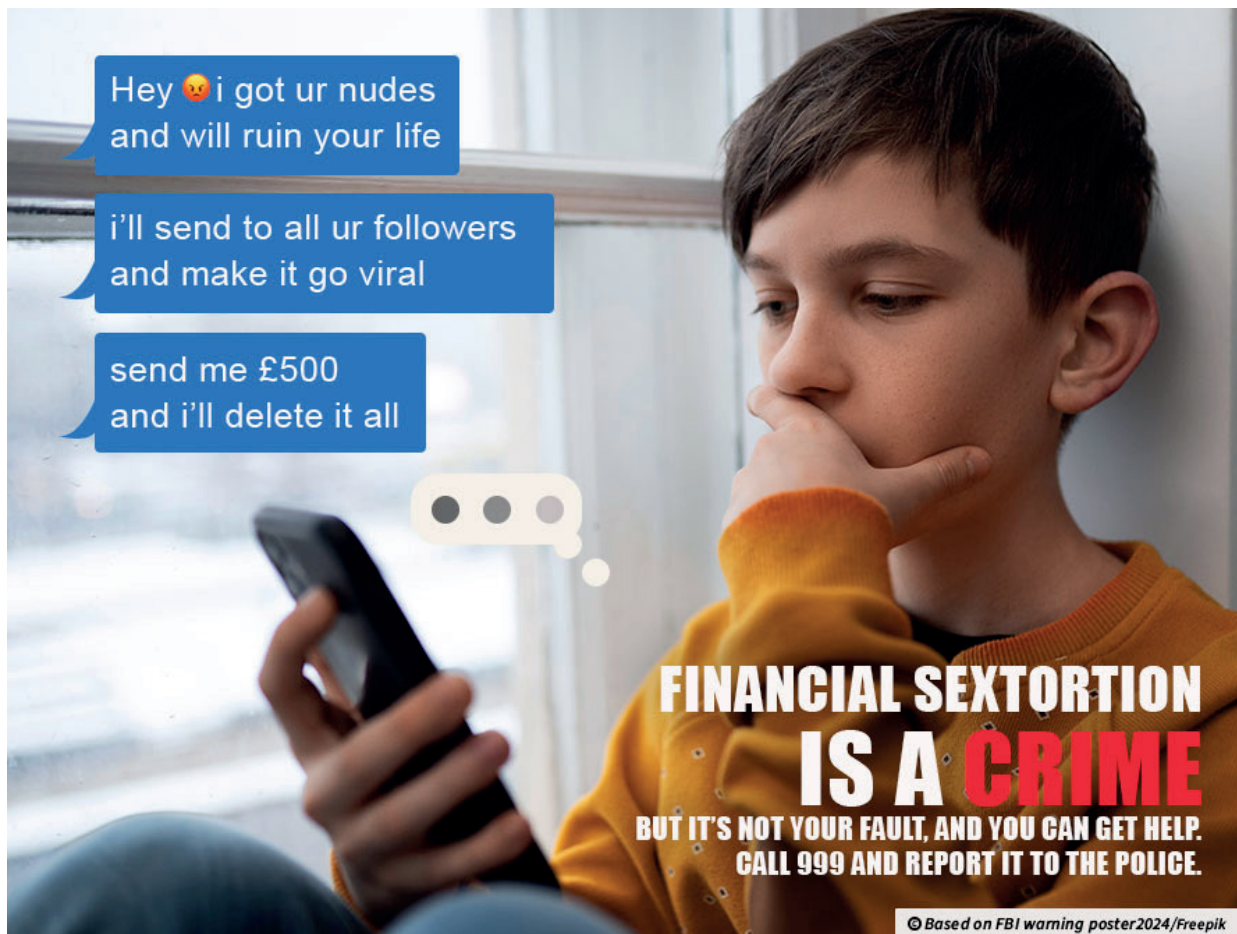 Hey 😡 i got ur nudes
and will ruin your life
i’ll send to all ur followers
and make it go viral
send me £500
and i’ll delete it all
FINANCIAL SEXTORTION
IS A CRIME
BUT IT’S NOT YOUR FAULT, AND YOU CAN GET HELP.
CALL 999 AND REPORT IT TO THE POLICE.
© Based on FBI warning poster2024/Freepik